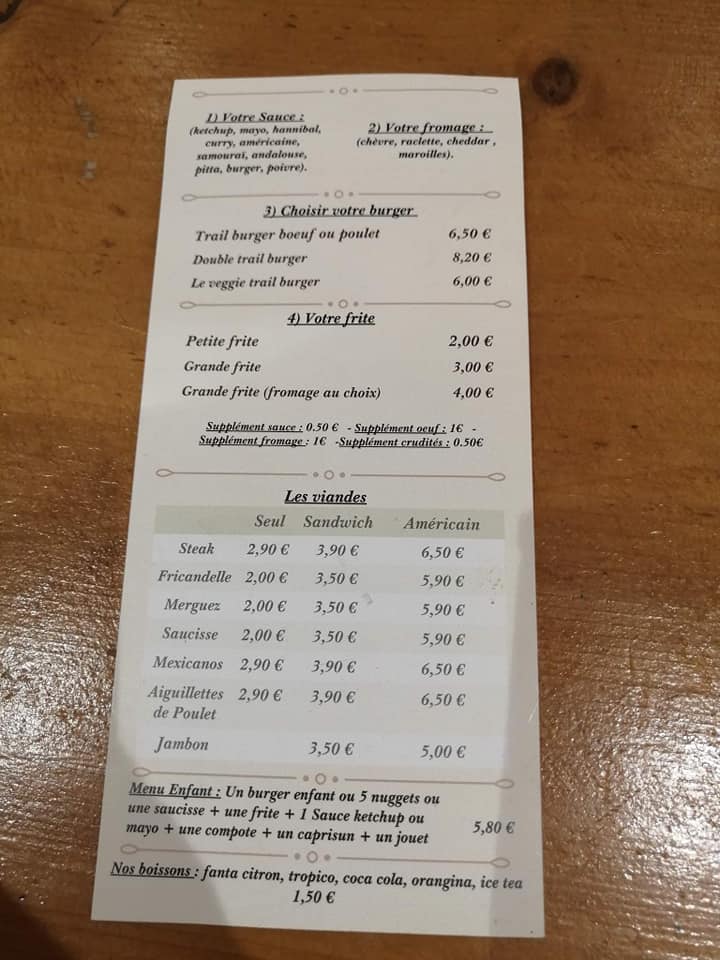 1) Votre Sauce :
(ketchup, mayo, hannibal,
curry, américaine,
samouraï, andalouse,
pitta, burger, poivre).
2) Votre fromage :
(chèvre, raclette, cheddar ,
maroilles).
3) Choisir votre burger
Trail burger boeuf ou poulet 6,50 €
Double trail burger 8,20 €
Le veggie trail burger 6,00 €
4) Votre frite
Petite frite 2,00 €
Grande frite 3,00 €
Grande frite (fromage au choix) 4,00 €
Supplément sauce : 0.50 € - Supplément oeuf : 1€ -
Supplément fromage : 1€ -Supplément crudités : 0.50€
Les viandes
Seul Sandwich Américain
Steak 2,90 € 3,90 € 6,50 €
Fricandelle 2,00 € 3,50 € 5,90 €
Merguez 2,00 € 3,50 € 5,90 €
Saucisse 2,00 € 3,50 € 5,90 €
Mexicanos 2,90 € 3,90 € 6,50 €
Aiguillettes 2,90 € 3,90 € 6,50 €
de Poulet
Jambon 3,50 € 5,00 €
Menu Enfant : Un burger enfant ou 5 nuggets ou
une saucisse + une frite + 1 Sauce ketchup ou
mayo + une compote + un caprisun + un jouet 5,80 €
Nos boissons : fanta citron, tropico, coca cola, orangina, ice tea
1,50 €